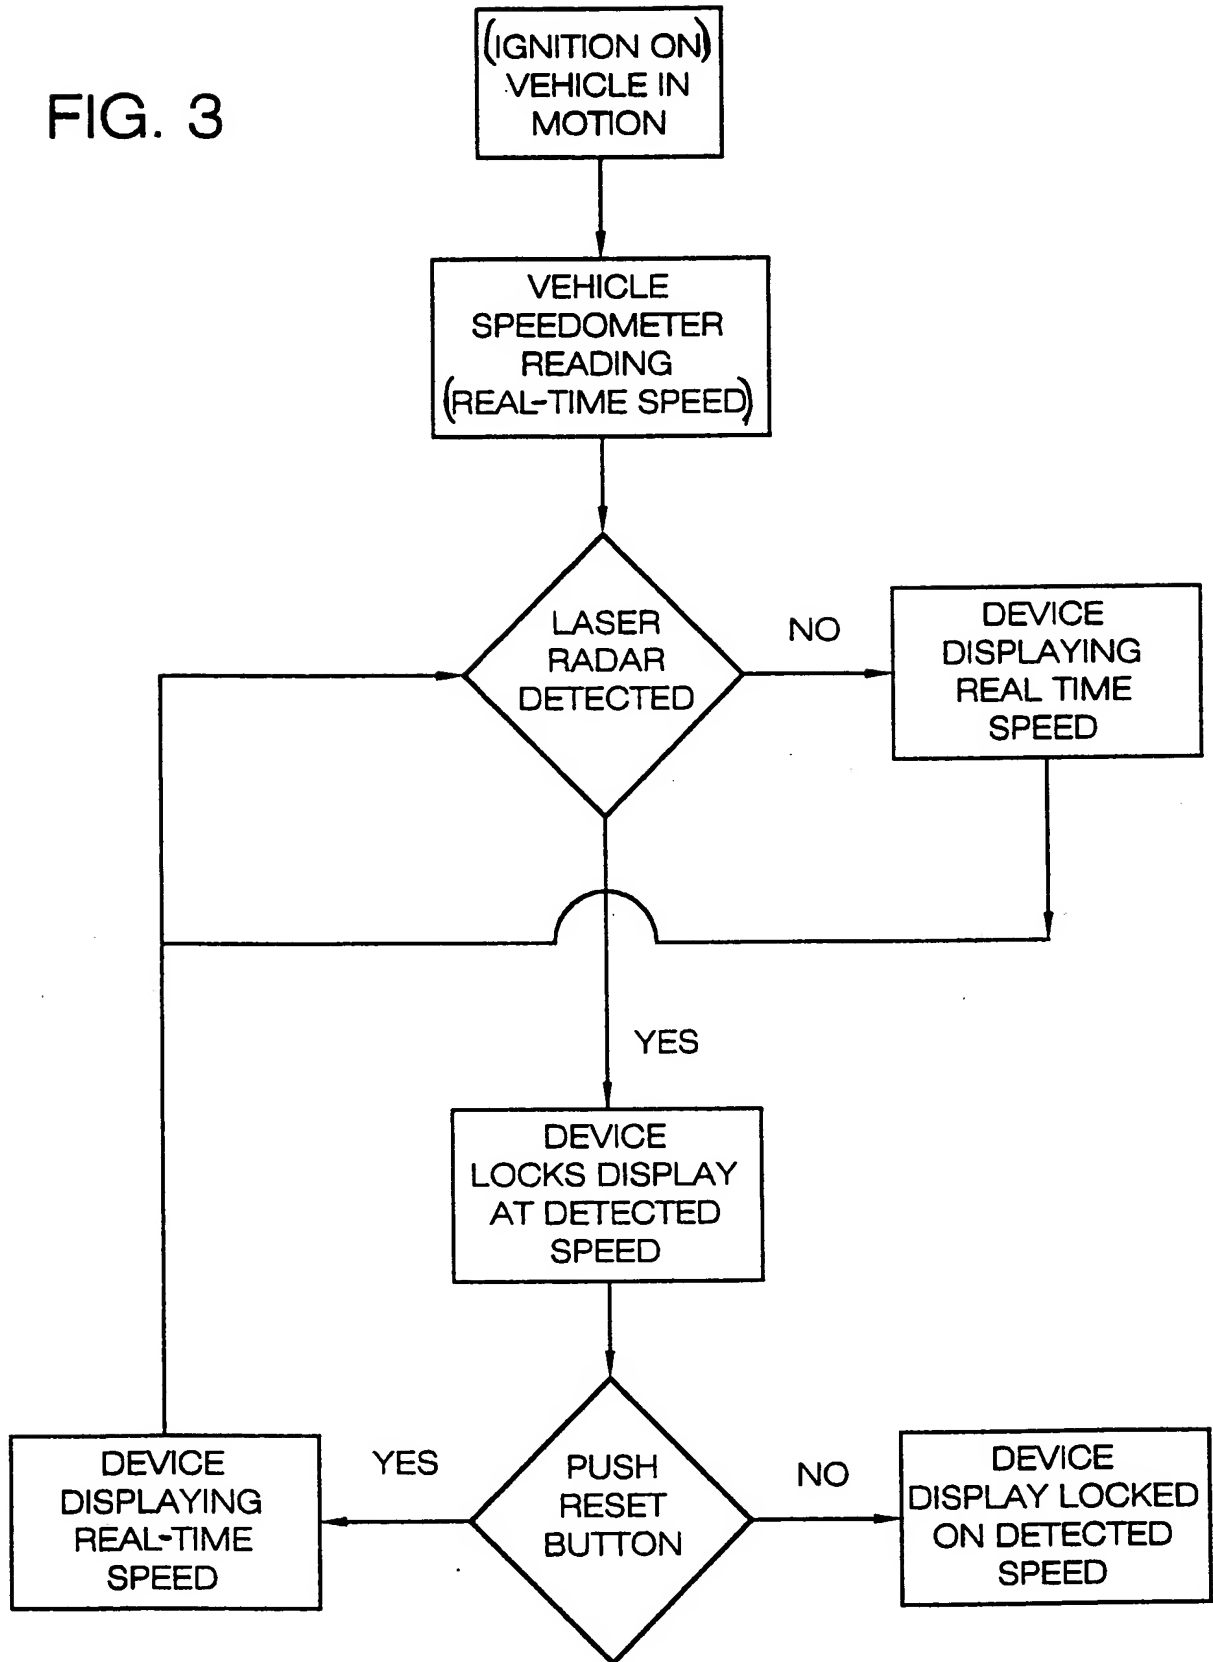 FIG. 3
(IGNITION ON)
VEHICLE IN
MOTION
VEHICLE
SPEEDOMETER
READING
(REAL-TIME SPEED)
LASER
RADAR
DETECTED
NO
DEVICE
DISPLAYING
REAL TIME
SPEED
YES
DEVICE
LOCKS DISPLAY
AT DETECTED
SPEED
PUSH
RESET
BUTTON
YES
DEVICE
DISPLAYING
REAL-TIME
SPEED
NO
DEVICE
DISPLAY LOCKED
ON DETECTED
SPEED